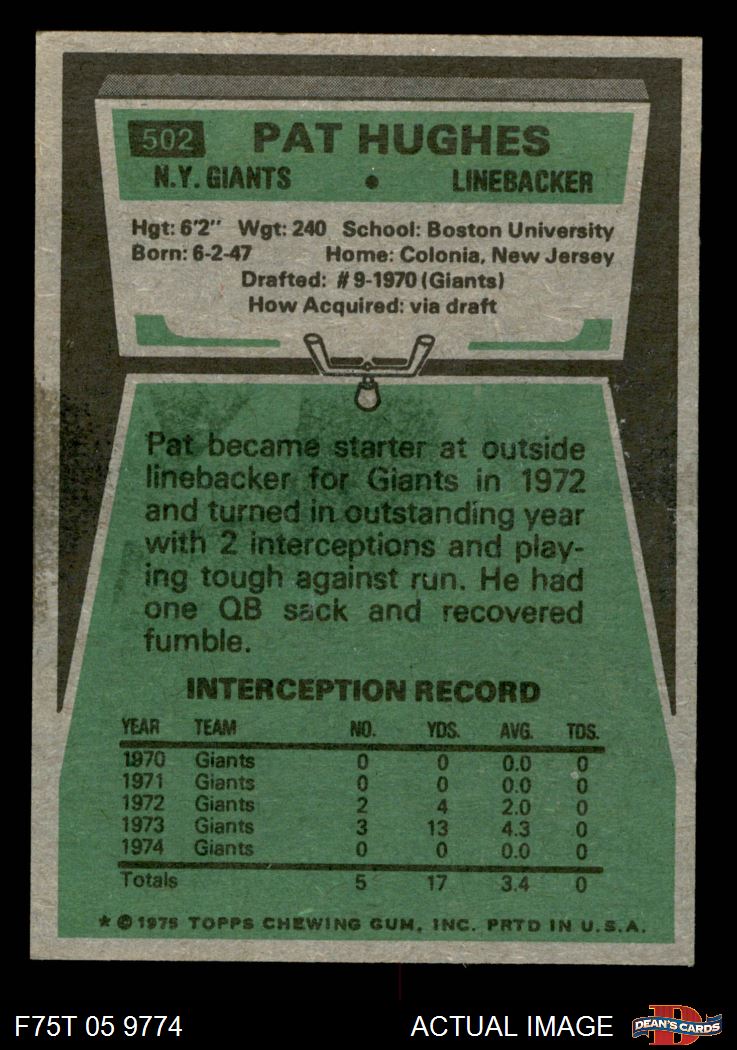 502 PAT HUGHES
N.Y. GIANTS • LINEBACKER
Hgt: 6'2" Wgt: 240 School: Boston University
Born: 6-2-47 Home: Colonia, New Jersey
Drafted: #9-1970 (Giants)
How Acquired: via draft
Pat became starter at outside
linebacker for Giants in 1972
and turned in outstanding year
with 2 interceptions and play-
ing tough against run. He had
one QB sack and recovered
fumble.
INTERCEPTION RECORD
YEAR TEAM NO. YDS. AVG. TDS.
1970 Giants 0 0 0.0 0
1971 Giants 0 0 0.0 0
1972 Giants 2 4 2.0 0
1973 Giants 3 13 4.3 0
1974 Giants 0 0 0.0 0
Totals 5 17 3.4 0
* © 1975 TOPPS CHEWING GUM, INC. PRTD IN U.S.A.
F75T 05 9774 ACTUAL IMAGE D DEAN'S CARDS